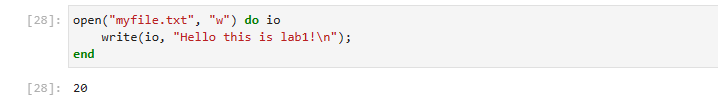 [28]: open("myfile.txt", "w") do io
write(io, "Hello this is lab1!\n");
end
[28]: 20